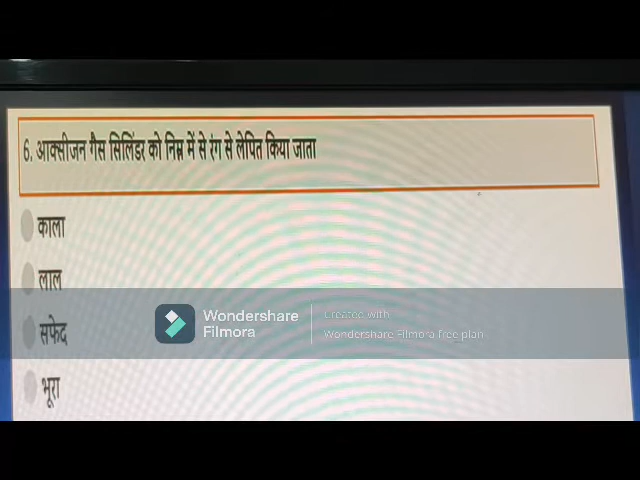 6. आक्सीजन गैस सिलिंडर को निम्न में से रंग से लेपित किया जाता
काला
लाल
सफेद
भूरा
Wondershare
Filmora
Created with
Wondershare Filmora free plan